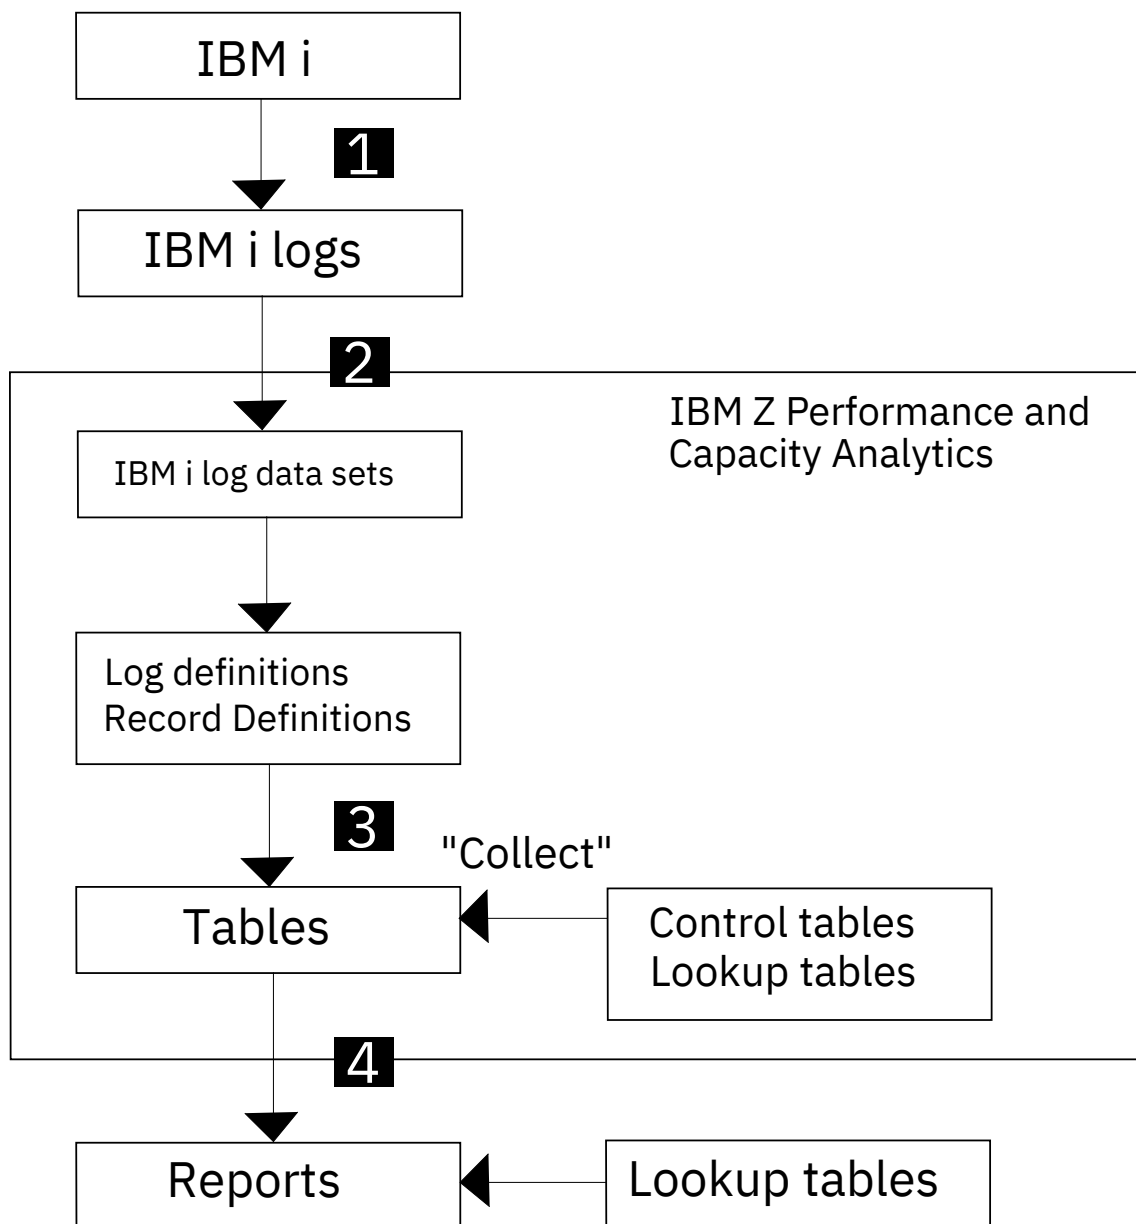 IBM i
1
IBM i logs
2
IBM Z Performance and
Capacity Analytics
IBM i log data sets
Log definitions
Record Definitions
3
"Collect"
Tables
Control tables
Lookup tables
4
Reports
Lookup tables